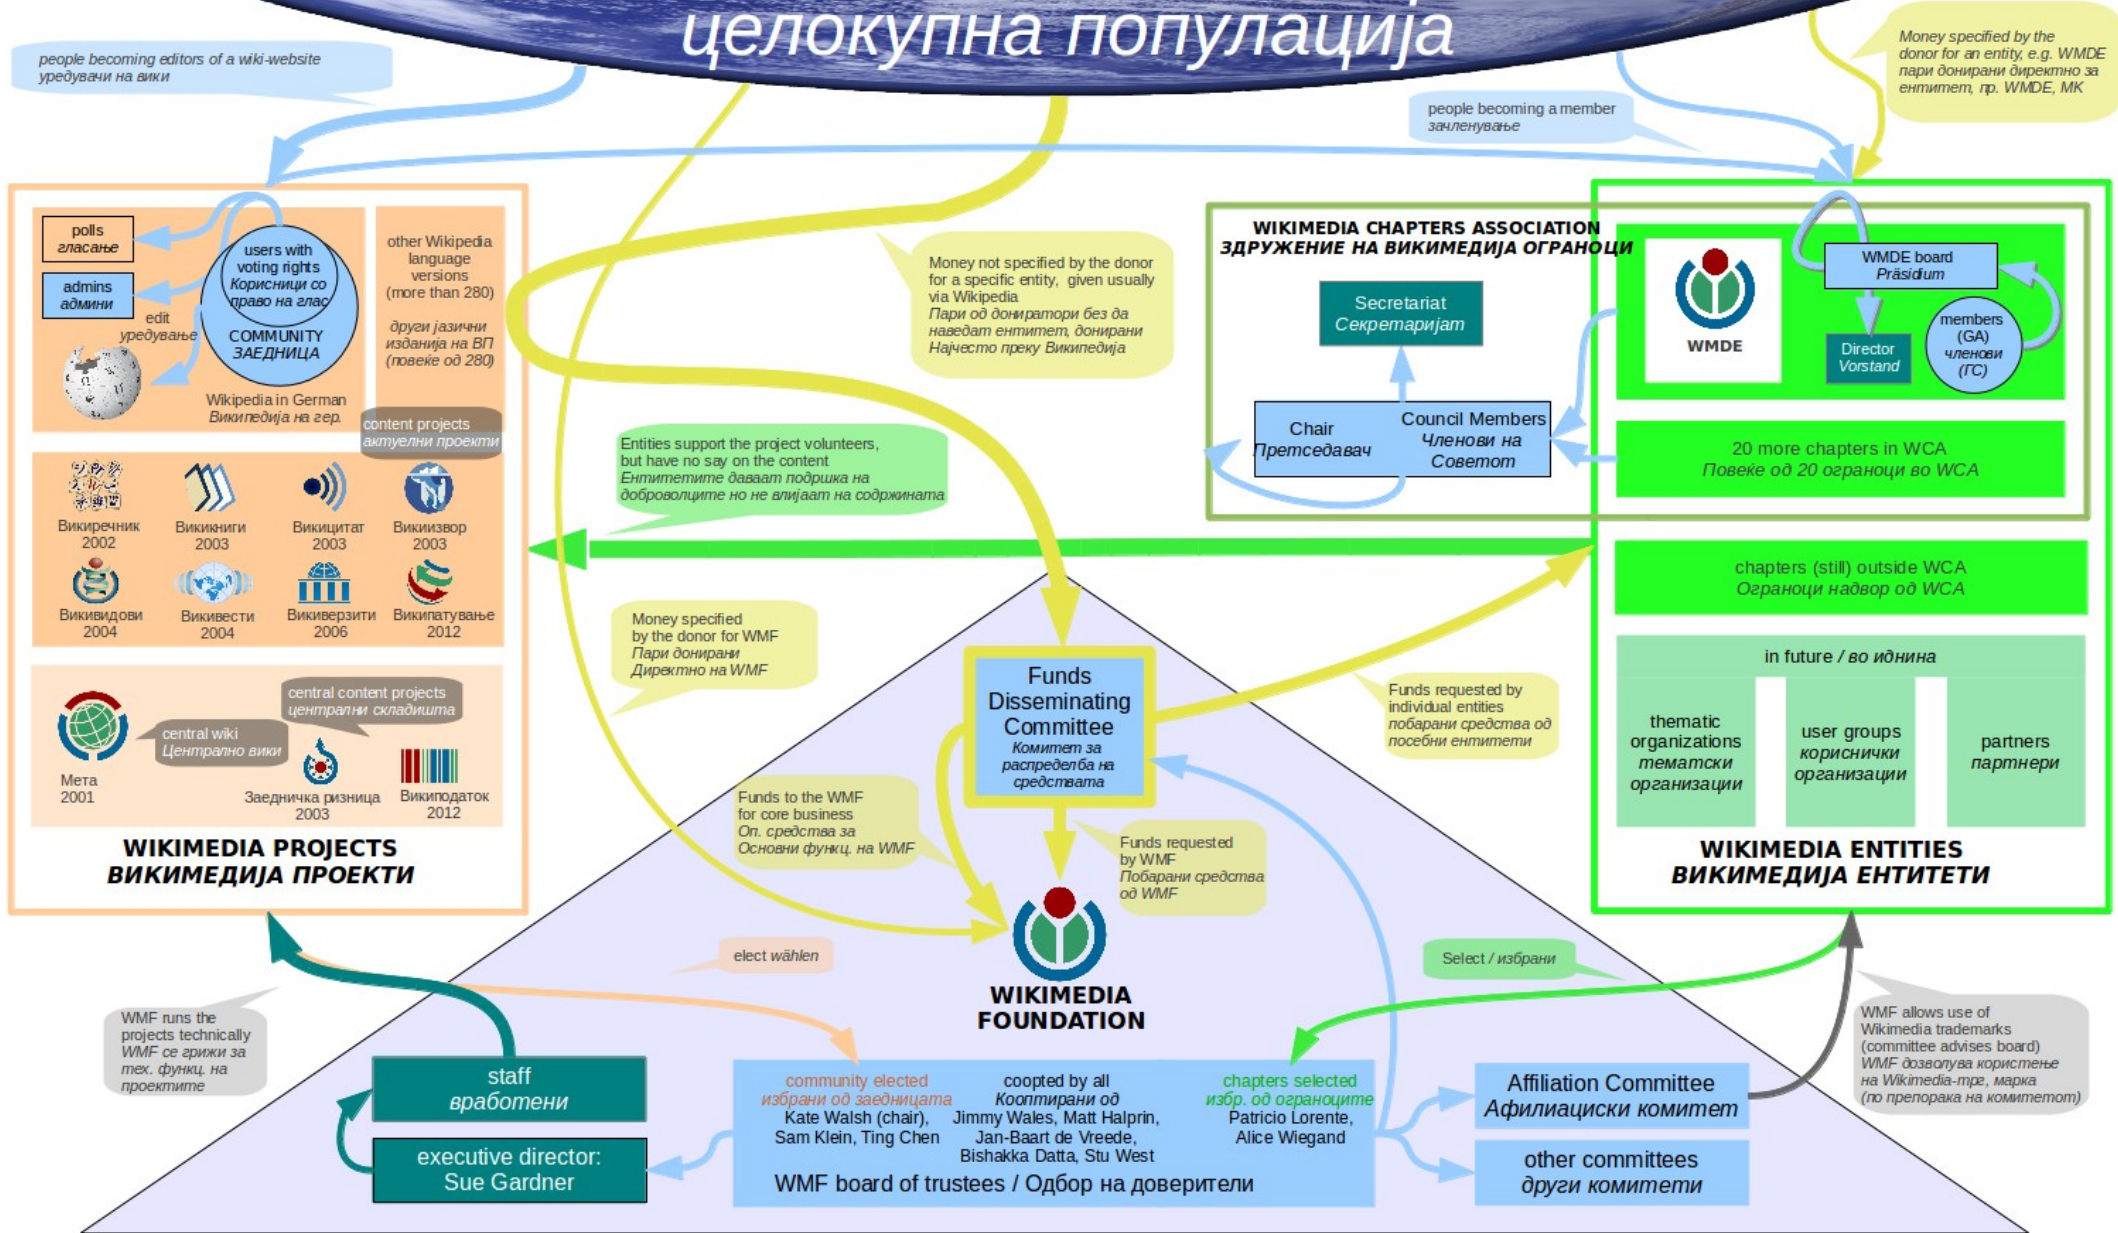 целокупна популација
people becoming editors of a wiki-website
уредувачи на вики
Money specified by the
donor for an entity, e.g. WMDE
пари донирани директно за
ентитет, пр. WMDE, МК
people becoming a member
зачленување
polls
гласање
admins
админи
edit
уредување
users with
voting rights
Корисници со
право на глас
COMMUNITY
ЗАЕДНИЦА
Wikipedia in German
Википедија на гер.
other Wikipedia
language
versions
(more than 280)
други јазични
изданија на ВП
(повеќе од 280)
content projects
актуелни проекти
Викиречник
2002
Викикниги
2003
Викицитат
2003
Викиизвор
2003
Викивидови
2004
Викивести
2004
Викиверзити
2006
Википатување
2012
central content projects
централни складишта
central wiki
Централно вики
Мета
2001
Заедничка ризница
2003
Википодаток
2012
WIKIMEDIA PROJECTS
ВИКИМЕДИЈА ПРОЕКТИ
Money not specified by the donor
for a specific entity, given usually
via Wikipedia
Пари од дониратори без да
наведат ентитет, донирани
Најчесто преку Википедија
Entities support the project volunteers,
but have no say on the content
Ентитетите даваат подршка на
доброволците но не влијаат на содржината
WIKIMEDIA CHAPTERS ASSOCIATION
ЗДРУЖЕНИЕ НА ВИКИМЕДИЈА ОГРАНОЦИ
Secretariat
Секретаријат
Chair
Претседавач
Council Members
Членови на
Советот
WMDE
WMDE board
Präsidium
Director
Vorstand
members
(GA)
членови
(ГС)
20 more chapters in WCA
Повеќе од 20 ограноци во WCA
chapters (still) outside WCA
Ограноци надвор од WCA
in future / во иднина
thematic
organizations
тематски
организации
user groups
кориснички
организации
partners
партнери
WIKIMEDIA ENTITIES
ВИКИМЕДИЈА ЕНТИТЕТИ
Money specified
by the donor for WMF
Пари донирани
Директно на WMF
Funds
Disseminating
Committee
Комитет за
распределба на
средствата
Funds requested by
individual entities
побарани средства од
посебни ентитети
Funds to the WMF
for core business
Оп. средства за
Основни функц. на WMF
Funds requested
by WMF
Побарани средства
од WMF
WIKIMEDIA
FOUNDATION
elect wählen
Select / избрани
WMF runs the
projects technically
WMF се грижи за
тех. функц. на
проектите
WMF allows use of
Wikimedia trademarks
(committee advises board)
WMF дозволува користење
на Wikimedia-трг, марка
(по препорака на комитетот)
staff
вработени
executive director:
Sue Gardner
community elected
избрани од заедницата
Kate Walsh (chair),
Sam Klein, Ting Chen
coopted by all
Кооптирани од
Jimmy Wales, Matt Halprin,
Jan-Baart de Vreede,
Bishakka Datta, Stu West
chapters selected
избр. од ограноците
Patricio Lorente,
Alice Wiegand
WMF board of trustees / Одбор на доверители
Affiliation Committee
Афилиациски комитет
other committees
други комитети